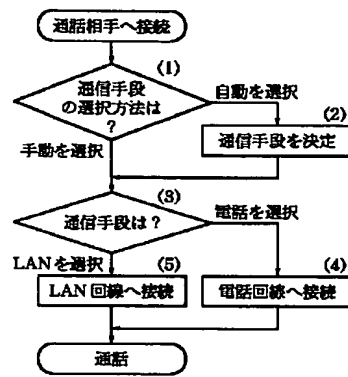 通話相手へ接続
(1)
通信手段
の選択方法は
?
自動を選択
(2)
通信手段を決定
手動を選択
(3)
通信手段は?
電話を選択
LANを選択
(5)
(4)
LAN回線へ接続
電話回線へ接続
通話